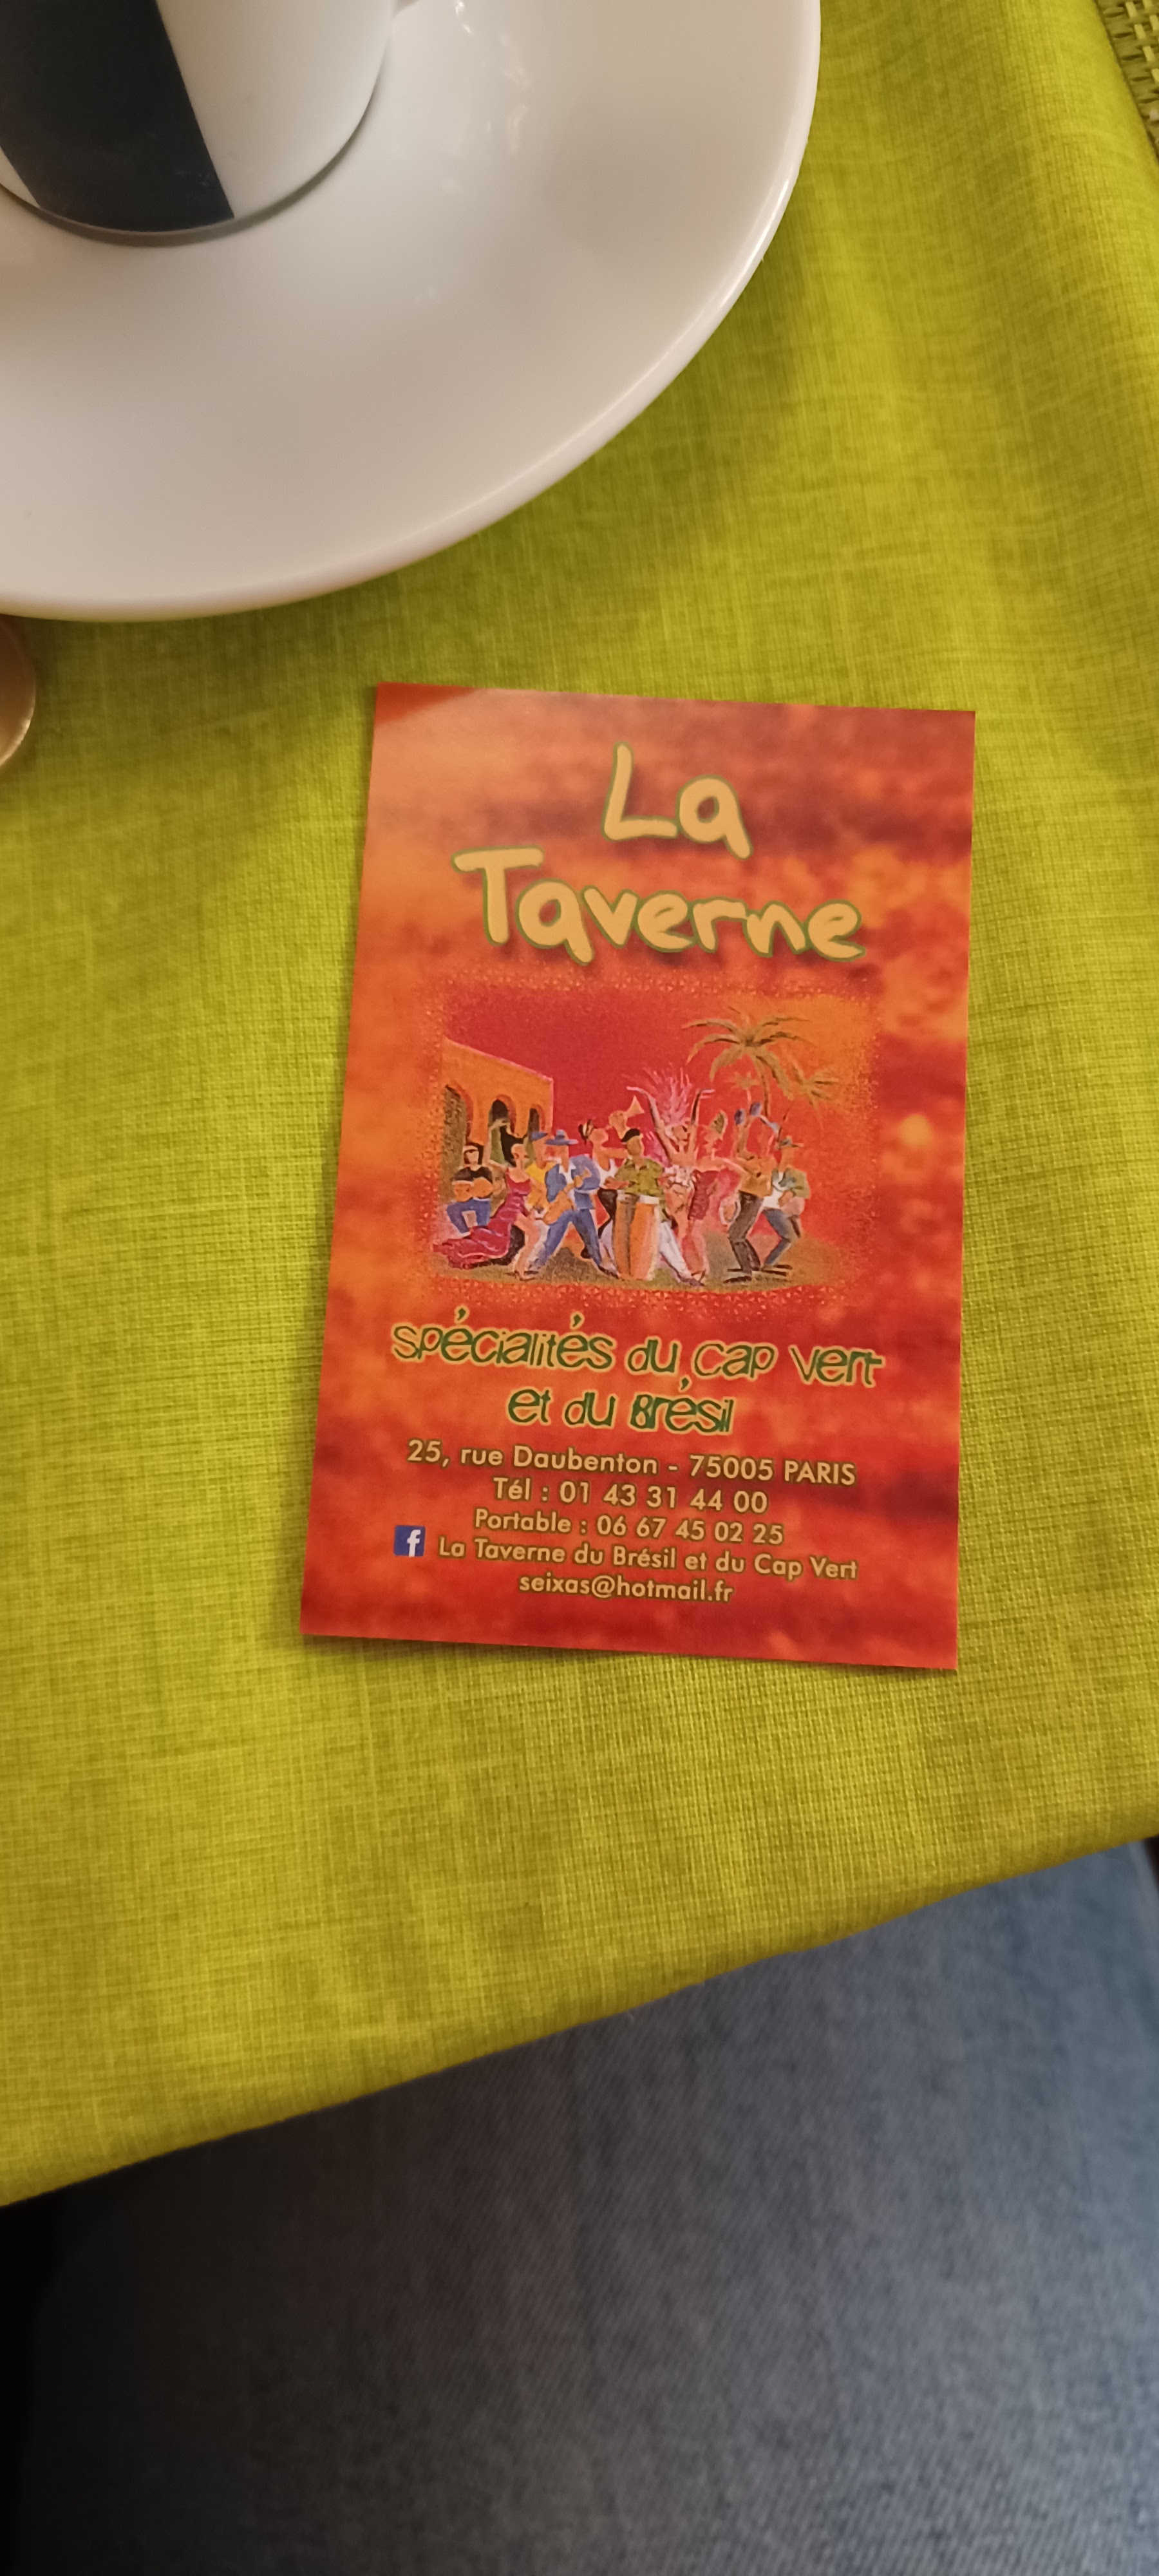 La
Taverne
spécialités du Cap Vert
et du Brésil
25, rue Daubenton - 75005 PARIS
Tél : 01 43 31 44 00
Portable : 06 67 45 02 25
f La Taverne du Brésil et du Cap Vert
seixas@hotmail.fr